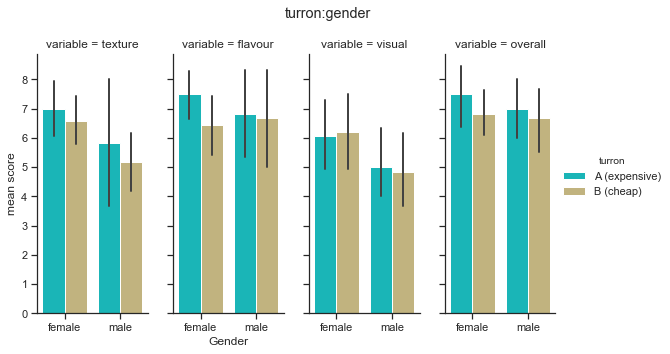 turron:gender
variable = texture
variable = flavour
variable = visual
variable = overall
mean score
8
7
6
5
4
3
2
1
0
female male
female male
female male
female male
Gender
turron
A (expensive)
B (cheap)